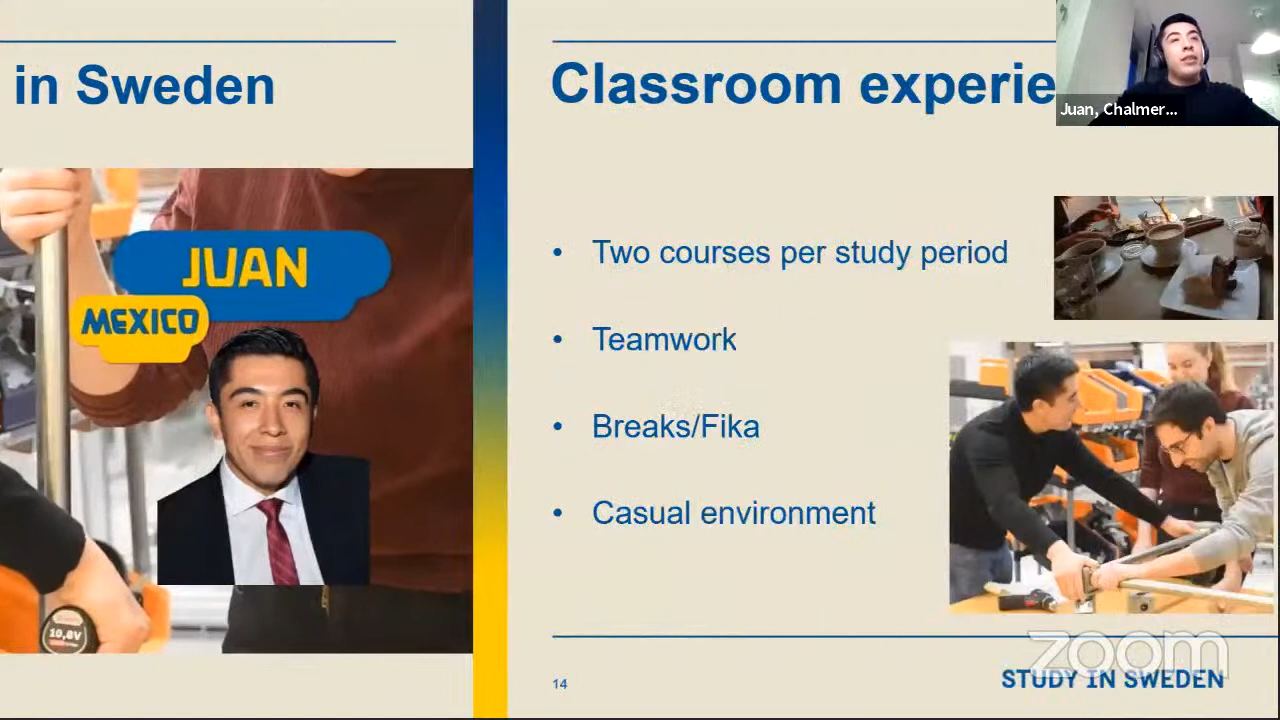 in Sweden
JUAN
MEXICO
10,8V
Classroom experie
Juan, Chalmer...
• Two courses per study period
• Teamwork
• Breaks/Fika
• Casual environment
14
zoom
STUDY IN SWEDEN